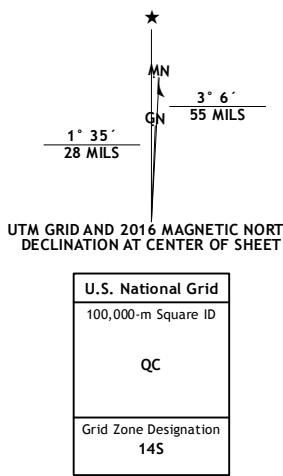 ★
MN
3° 6´
GN
55 MILS
1° 35´
28 MILS
UTM GRID AND 2016 MAGNETIC NORT
DECLINATION AT CENTER OF SHEET
U.S. National Grid
100,000-m Square ID
QC
Grid Zone Designation
14S